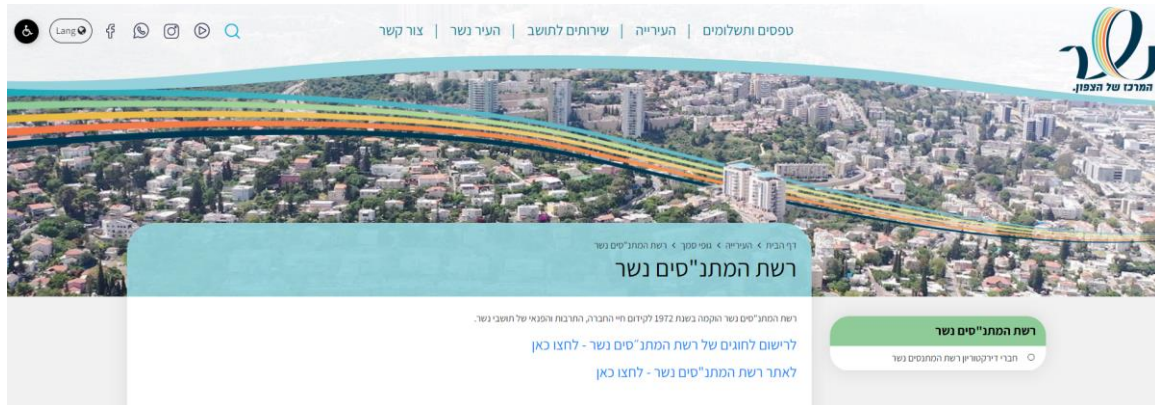 טפסים ותשלומים | העירייה | שירותים לתושב | העיר נשר | צור קשר
Lang
נשר
המרכז של הצפון.
דף הבית > העירייה > גופי סמך > רשת המתנ"סים נשר
רשת המתנ"סים נשר
רשת המתנ"סים נשר הוקמה בשנת 1972 לקידום חיי החברה, התרבות והפנאי של תושבי נשר.
לרישום לחוגים של רשת המתנ״סים נשר - לחצו כאן
לאתר רשת המתנ"סים נשר - לחצו כאן
רשת המתנ"סים נשר
חברי דירקטוריון רשת המתנסים נשר